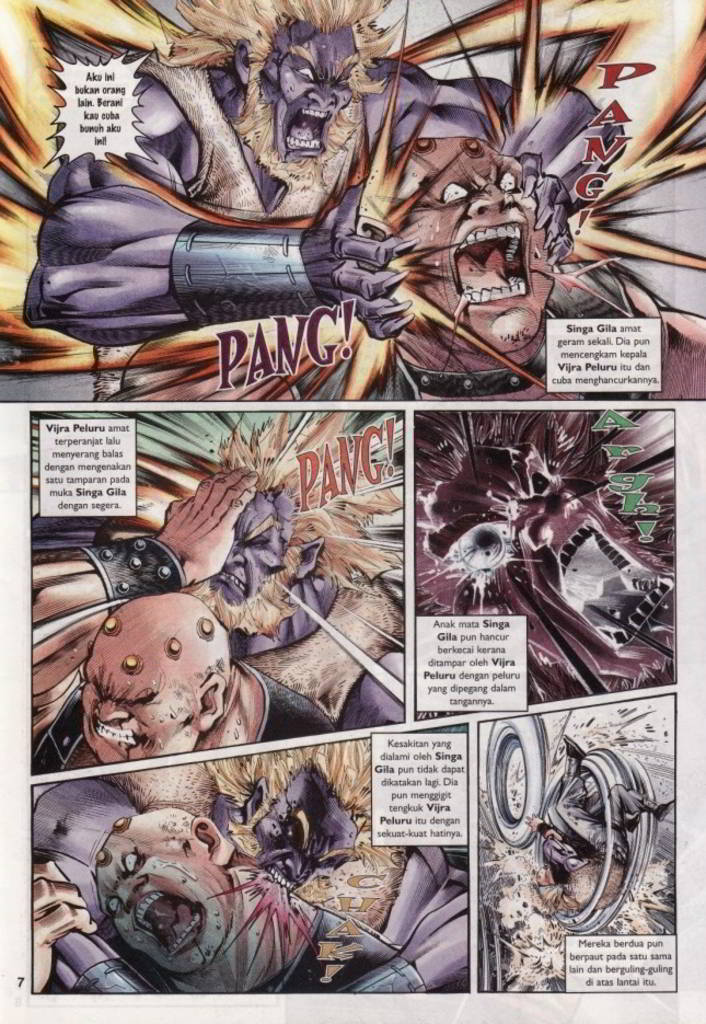 Aku ini
bukan orang
lain. Berani
kau cuba
bunuh aku
ini!
PANG!
PANG!
Singa Gila amat
geram sekali. Dia pun
mencengkam kepala
Vijra Peluru itu dan
cuba menghancurkannya.
Vijra Peluru amat
terperanjat lalu
menyerang balas
dengan mengenakan
satu tamparan pada
muka Singa Gila
dengan segera.
PANG!
Argh!
Anak mata Singa
Gila pun hancur
berkecai kerana
ditampar oleh Vijra
Peluru dengan peluru
yang dipegang dalam
tangannya.
Kesakitan yang
dialami oleh Singa
Gila pun tidak dapat
dikatakan lagi. Dia
pun menggigit
tengkuk Vijra
Peluru itu dengan
sekuat-kuat hatinya.
CHAK!
Mereka berdua pun
berpaut pada satu sama
lain dan berguling-guling
di atas lantai itu.
7